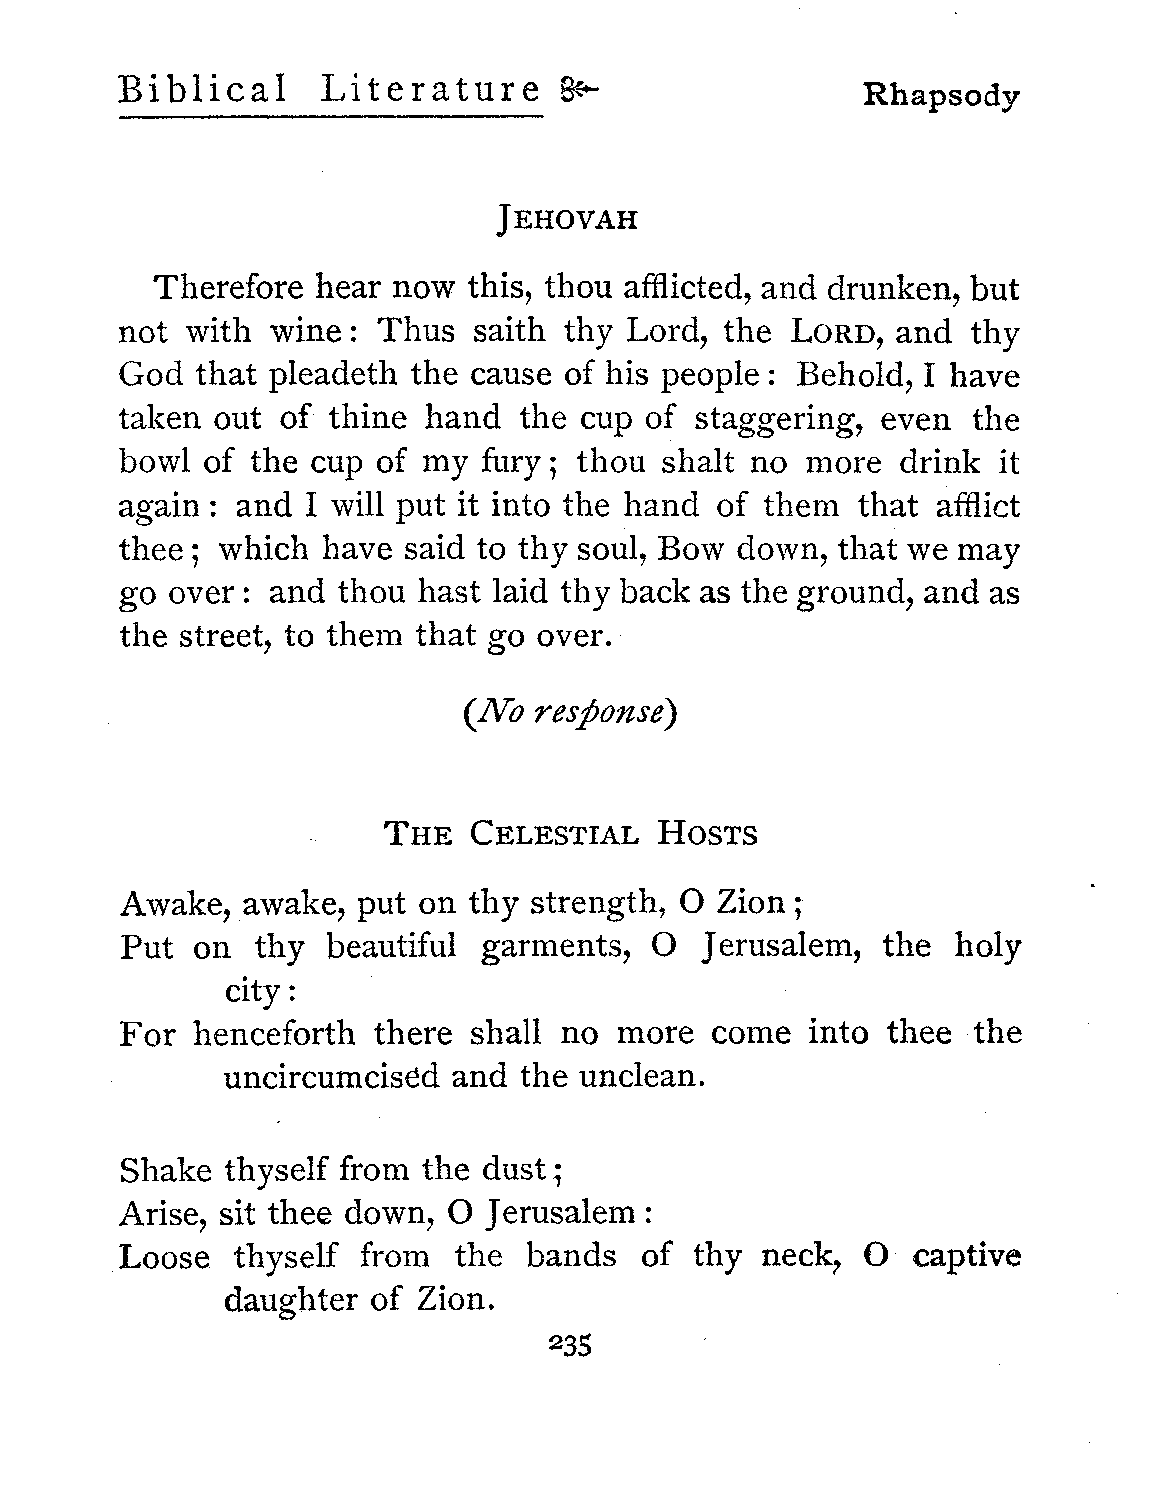 Biblical Literature Rhapsody
JEHOVAH
Therefore hear now this, thou afflicted, and drunken, but
not with wine: Thus saith thy Lord, the LORD, and thy
God that pleadeth the cause of his people: Behold, I have
taken out of thine hand the cup of staggering, even the
bowl of the cup of my fury; thou shalt no more drink it
again: and I will put it into the hand of them that afflict
thee; which have said to thy soul, Bow down, that we may
go over: and thou hast laid thy back as the ground, and as
the street, to them that go over.
(No response)
THE CELESTIAL HOSTS
Awake, awake, put on thy strength, O Zion;
Put on thy beautiful garments, O Jerusalem, the holy
city:
For henceforth there shall no more come into thee the
uncircumcised and the unclean.
Shake thyself from the dust;
Arise, sit thee down, O Jerusalem:
Loose thyself from the bands of thy neck, O captive
daughter of Zion.
235